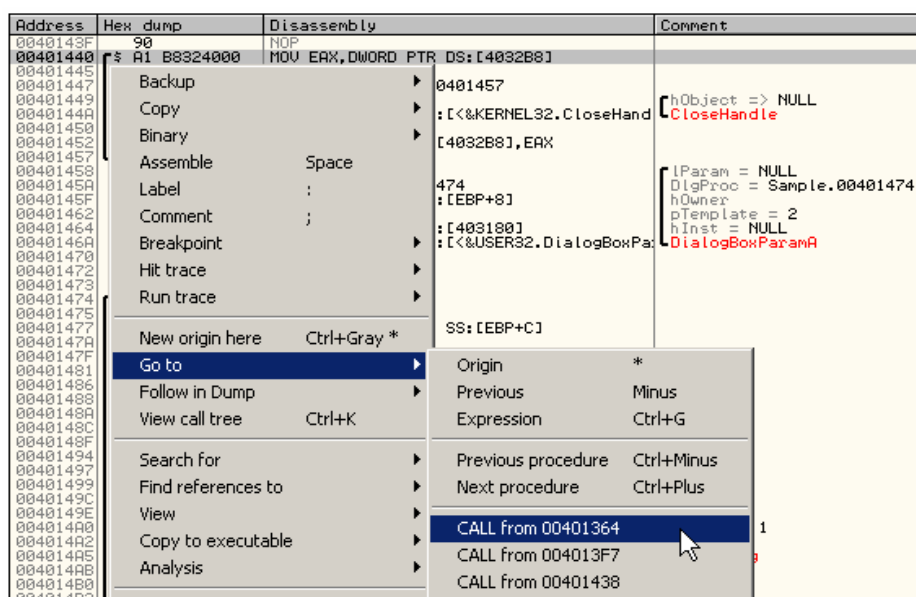 Address Hex dump Disassembly Comment
0040143F 90 NOP
00401440 $ A1 B8324000 MOV EAX,DWORD PTR DS:[4032B8]
00401445
00401447 0401457
00401449 hObject => NULL
0040144A :[<&KERNEL32.CloseHand CloseHandle
00401450
00401452 [4032B8],EAX
00401457
00401458 lParam = NULL
0040145A 474 DlgProc = Sample.00401474
0040145F :[EBP+8] hOwner
00401462 pTemplate = 2
00401464 :[403180] hInst = NULL
0040146A :[<&USER32.DialogBoxPa: DialogBoxParamA
00401470
00401472
00401473
00401474
00401475
00401477 SS:[EBP+C]
0040147A
0040147F
00401481
00401486
00401488
0040148A
0040148C
0040148F
00401494
00401497
00401499
0040149C
0040149E
004014A0 1
004014A2
004014A5
004014AB
004014B0
Backup
Copy
Binary
Assemble Space
Label :
Comment ;
Breakpoint
Hit trace
Run trace
New origin here Ctrl+Gray *
Go to
Follow in Dump
View call tree Ctrl+K
Search for
Find references to
View
Copy to executable
Analysis
Origin *
Previous Minus
Expression Ctrl+G
Previous procedure Ctrl+Minus
Next procedure Ctrl+Plus
CALL from 00401364
CALL from 004013F7
CALL from 00401438